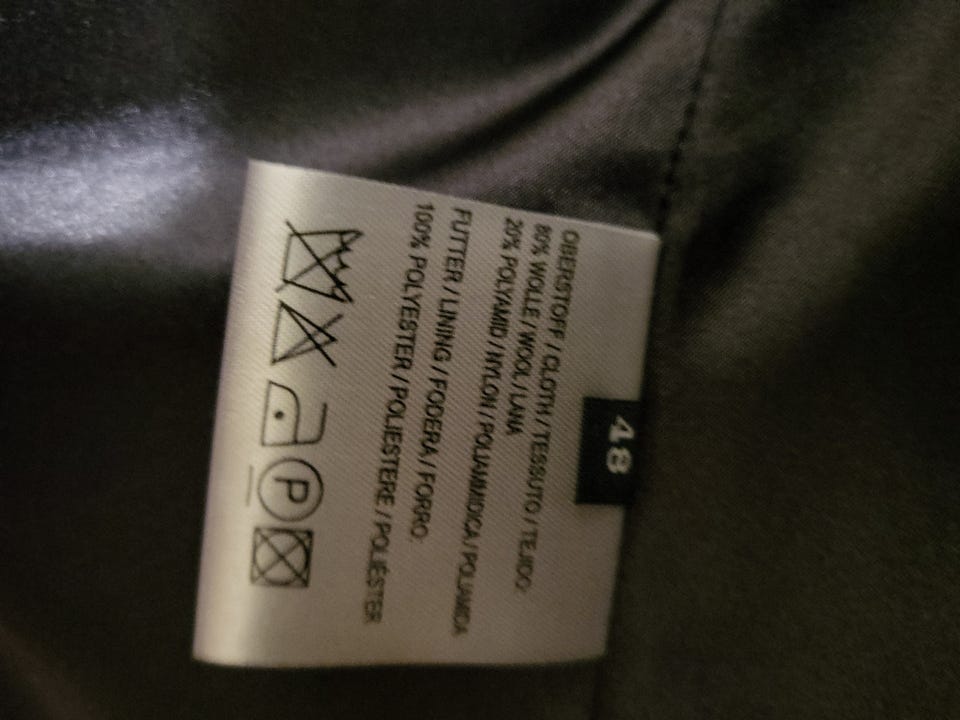 48
OBERSTOFF / CLOTH / TESSUTO / TEJIDO:
80% WOLLE / WOOL / LANA
20% POLYAMID / NYLON / POLIAMMIDICA / POLIAMIDA
FUTTER / LINING / FODERA / FORRO:
100% POLYESTER / POLIESTERE / POLIÉSTER
P